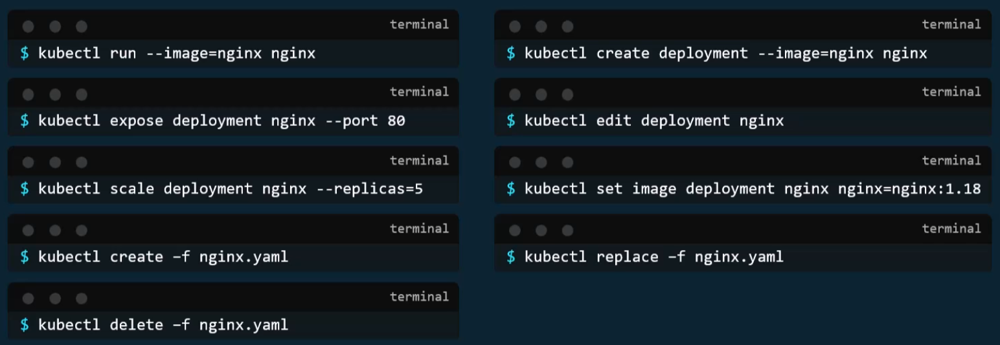 terminal
$ kubectl run --image=nginx nginx
terminal
$ kubectl create deployment --image=nginx nginx
terminal
$ kubectl expose deployment nginx --port 80
terminal
$ kubectl edit deployment nginx
terminal
$ kubectl scale deployment nginx --replicas=5
terminal
$ kubectl set image deployment nginx nginx=nginx:1.18
terminal
$ kubectl create –f nginx.yaml
terminal
$ kubectl replace –f nginx.yaml
terminal
$ kubectl delete –f nginx.yaml